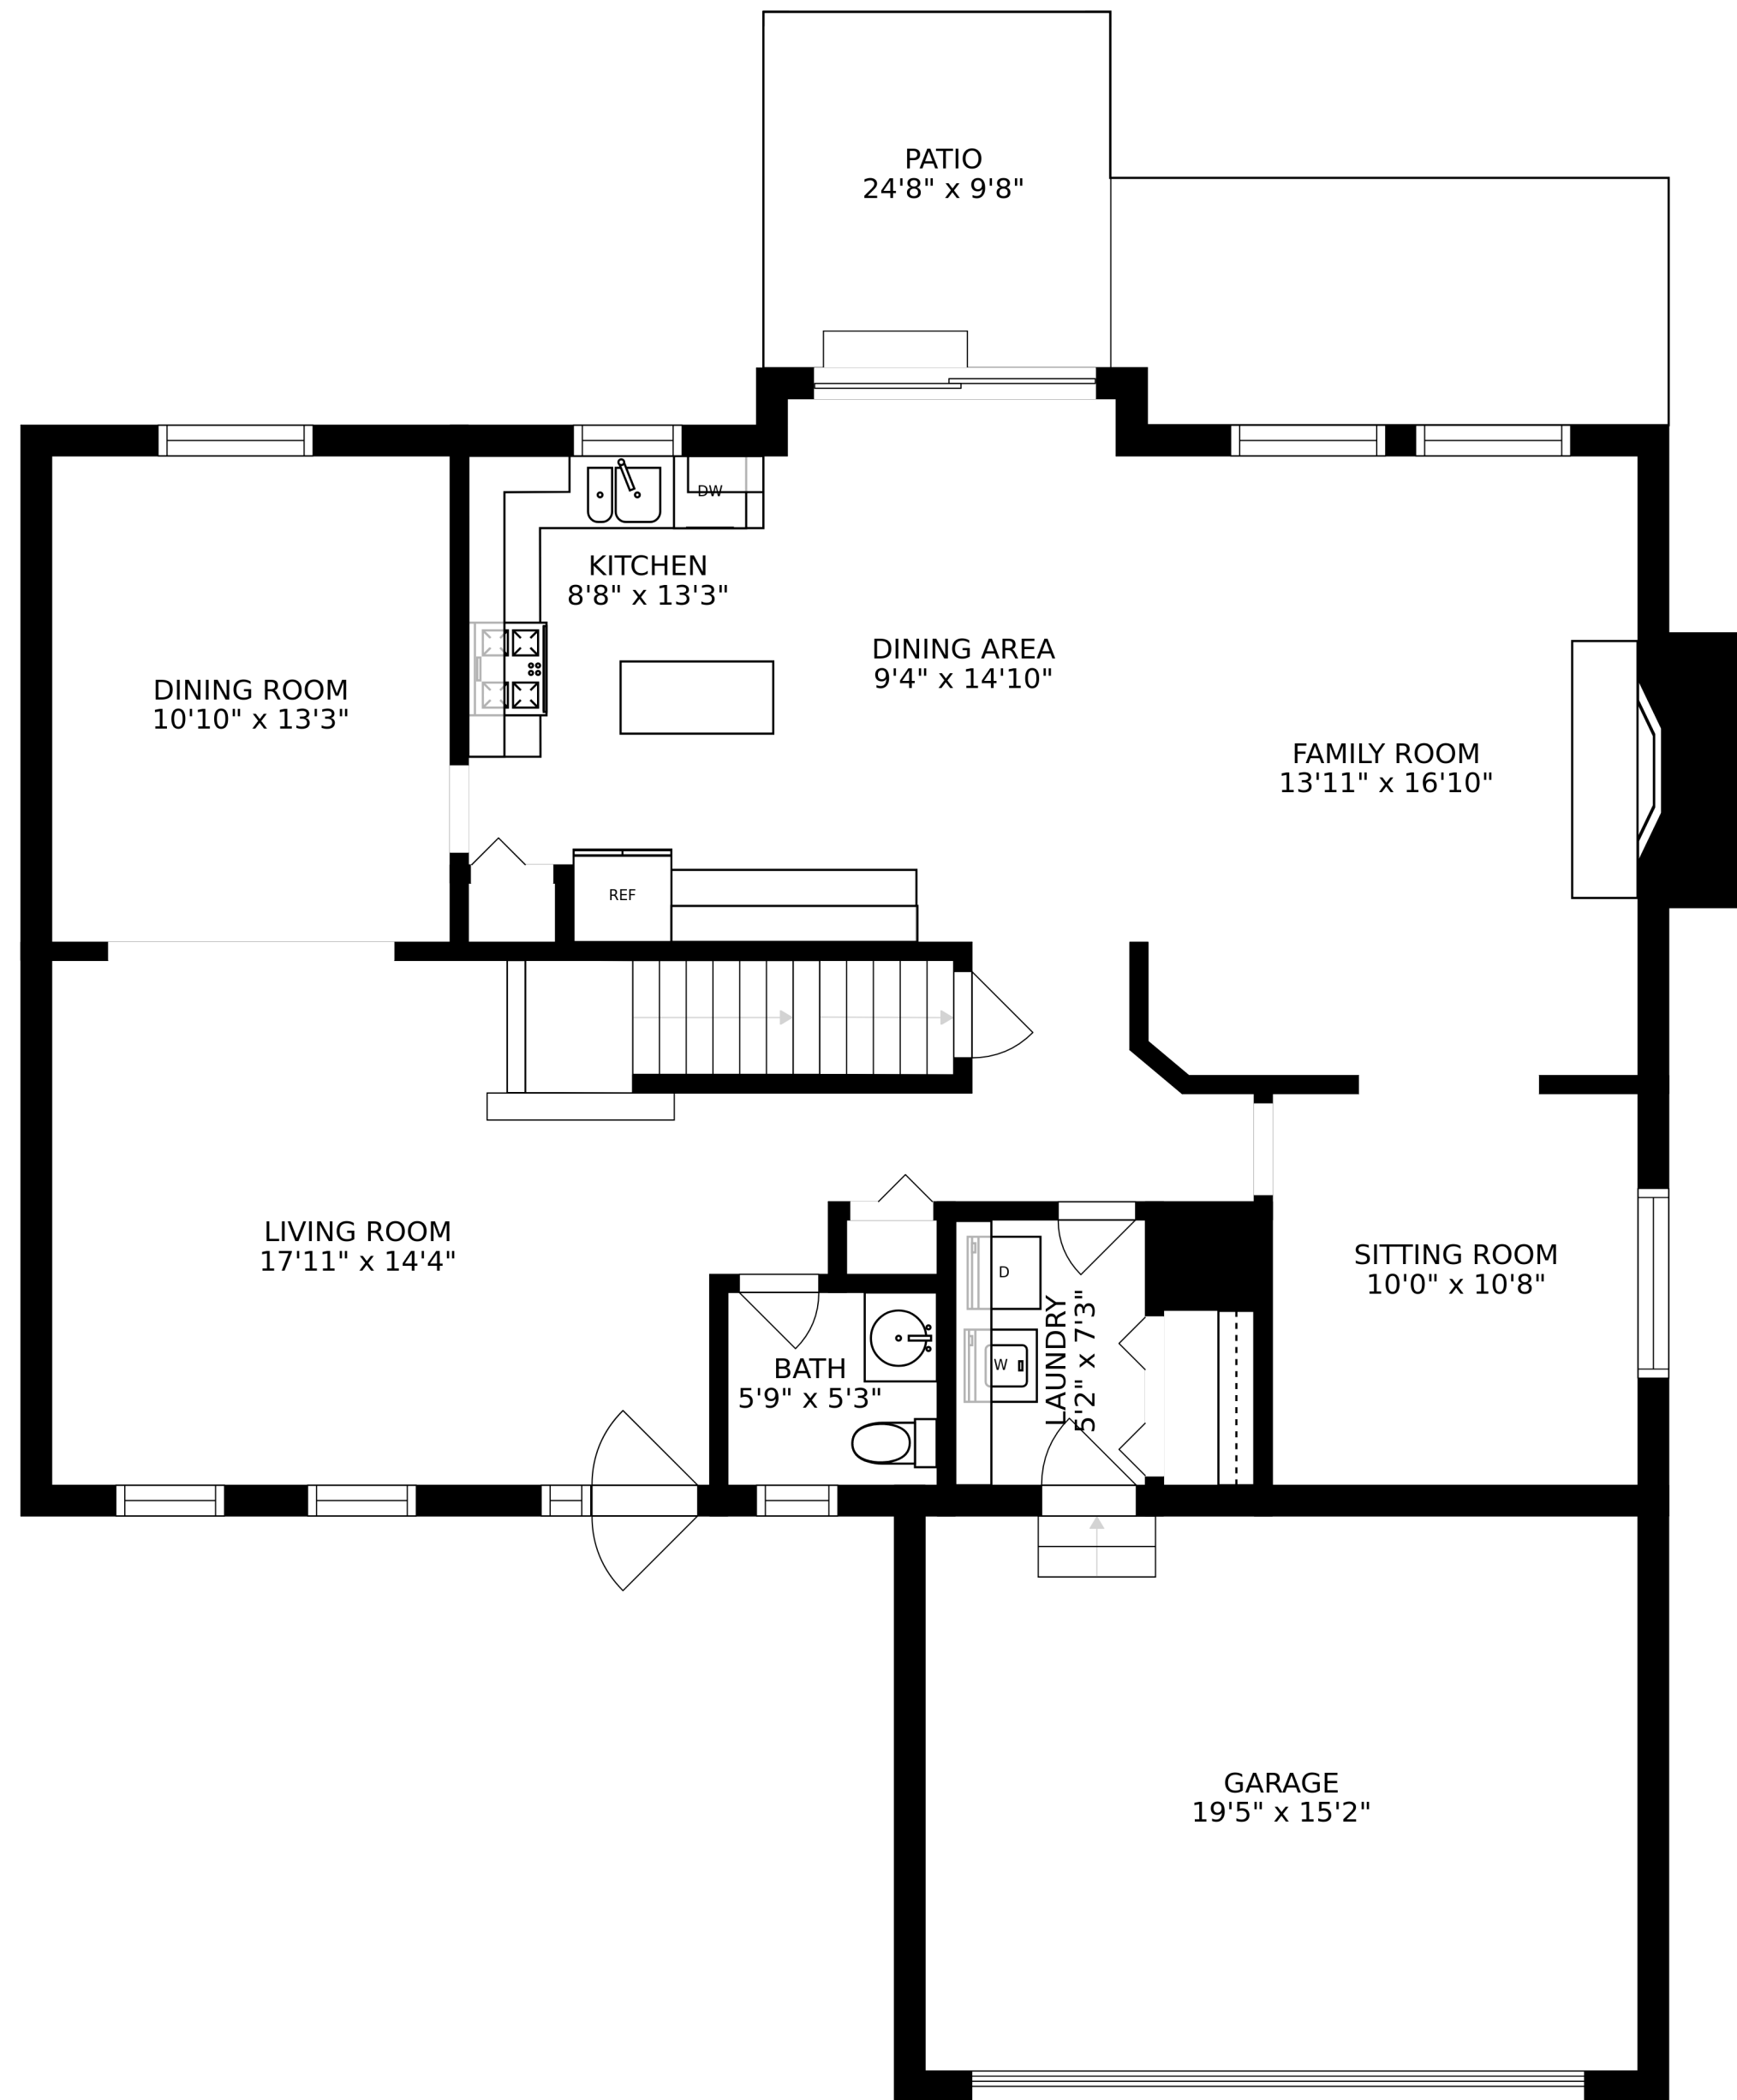 PATIO
24'8" x 9'8"
DW
KITCHEN
8'8" x 13'3"
DINING AREA
9'4" x 14'10"
DINING ROOM
10'10" x 13'3"
FAMILY ROOM
13'11" x 16'10"
REF
LIVING ROOM
17'11" x 14'4"
SITTING ROOM
10'0" x 10'8"
D
LAUNDRY
5'2" x 7'3"
W
BATH
5'9" x 5'3"
GARAGE
19'5" x 15'2"